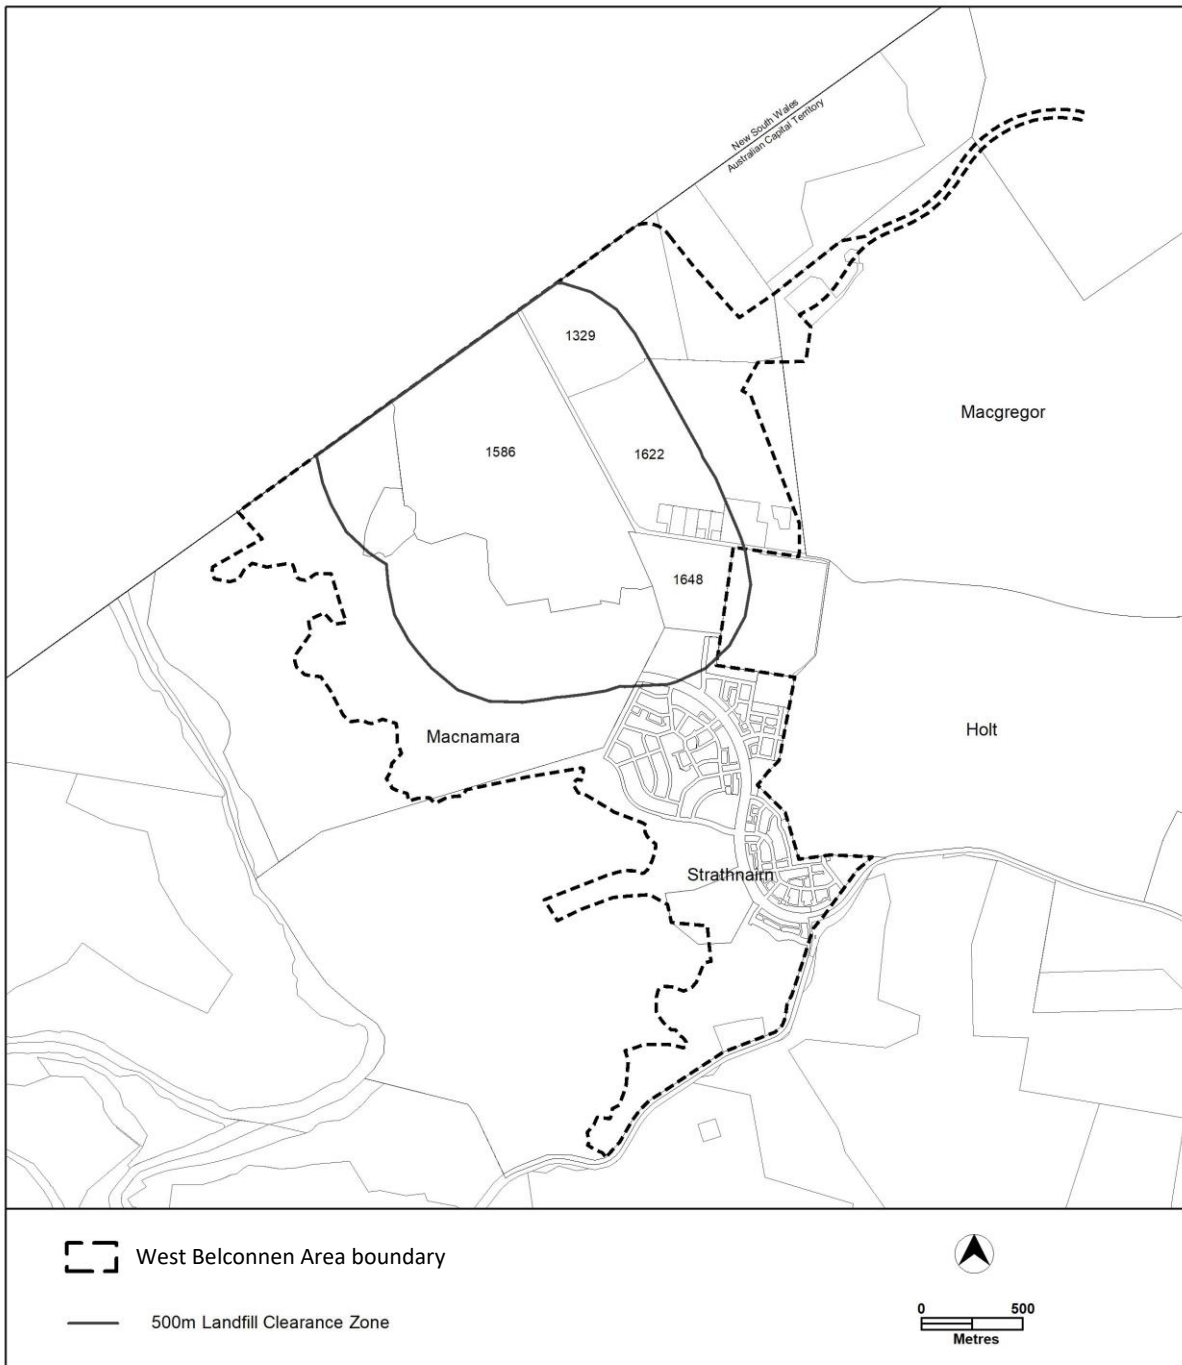 New South Wales
Australian Capital Territory
1329
Macgregor
1586
1622
1648
Macnamara
Holt
Strathnairn
West Belconnen Area boundary
500m Landfill Clearance Zone
0 500
Metres